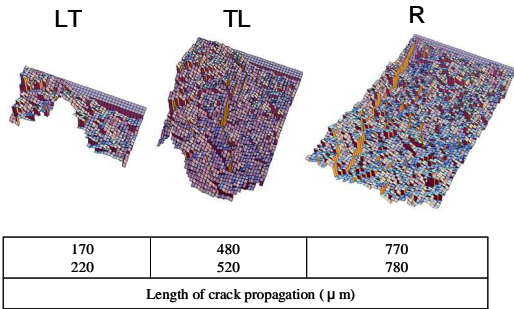 LT TL R
170 480 770
220 520 780
Length of crack propagation ( μ m)